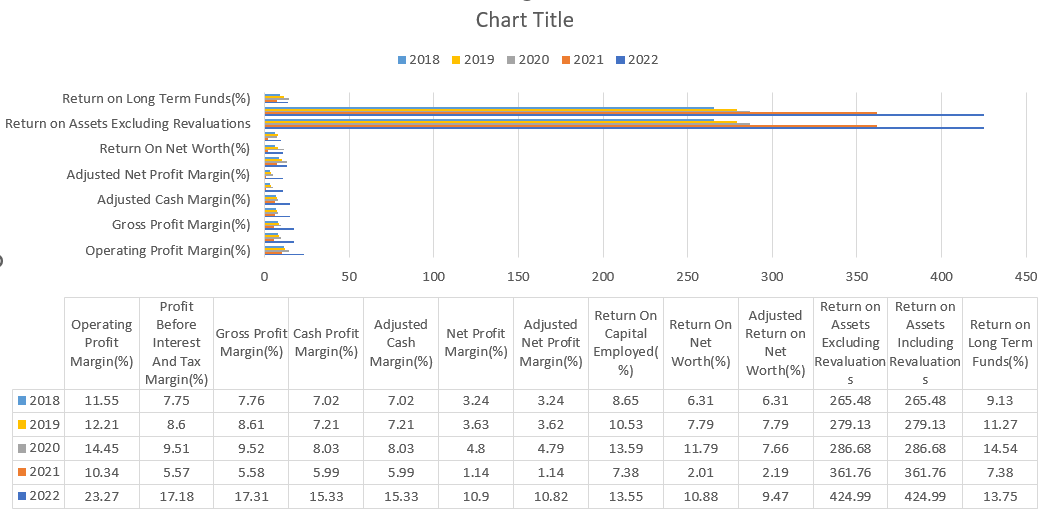 Chart Title
2018 2019 2020 2021 2022
Return on Long Term Funds(%)
Return on Assets Excluding Revaluations
Return On Net Worth(%)
Adjusted Net Profit Margin(%)
Adjusted Cash Margin(%)
Gross Profit Margin(%)
Operating Profit Margin(%)
0 50 100 150 200 250 300 350 400 450
Operating Profit Margin(%) Profit Before Interest And Tax Margin(%) Gross Profit Margin(%) Cash Profit Margin(%) Adjusted Cash Margin(%) Net Profit Margin(%) Adjusted Net Profit Margin(%) Return On Capital Employed(%) Return On Net Worth(%) Adjusted Return on Net Worth(%) Return on Assets Excluding Revaluations Return on Assets Including Revaluations Return on Long Term Funds(%)
2018 11.55 7.75 7.76 7.02 7.02 3.24 3.24 8.65 6.31 6.31 265.48 265.48 9.13
2019 12.21 8.6 8.61 7.21 7.21 3.63 3.62 10.53 7.79 7.79 279.13 279.13 11.27
2020 14.45 9.51 9.52 8.03 8.03 4.8 4.79 13.59 11.79 7.66 286.68 286.68 14.54
2021 10.34 5.57 5.58 5.99 5.99 1.14 1.14 7.38 2.01 2.19 361.76 361.76 7.38
2022 23.27 17.18 17.31 15.33 15.33 10.9 10.82 13.55 10.88 9.47 424.99 424.99 13.75